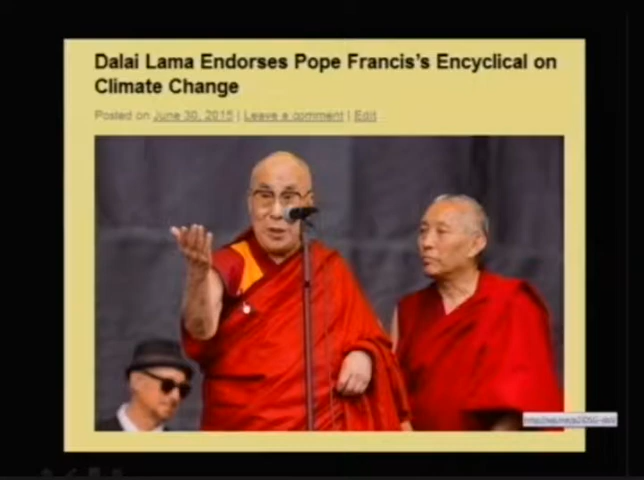 Dalai Lama Endorses Pope Francis's Encyclical on
Climate Change
Posted on June 30, 2015 | Leave a comment | Edit